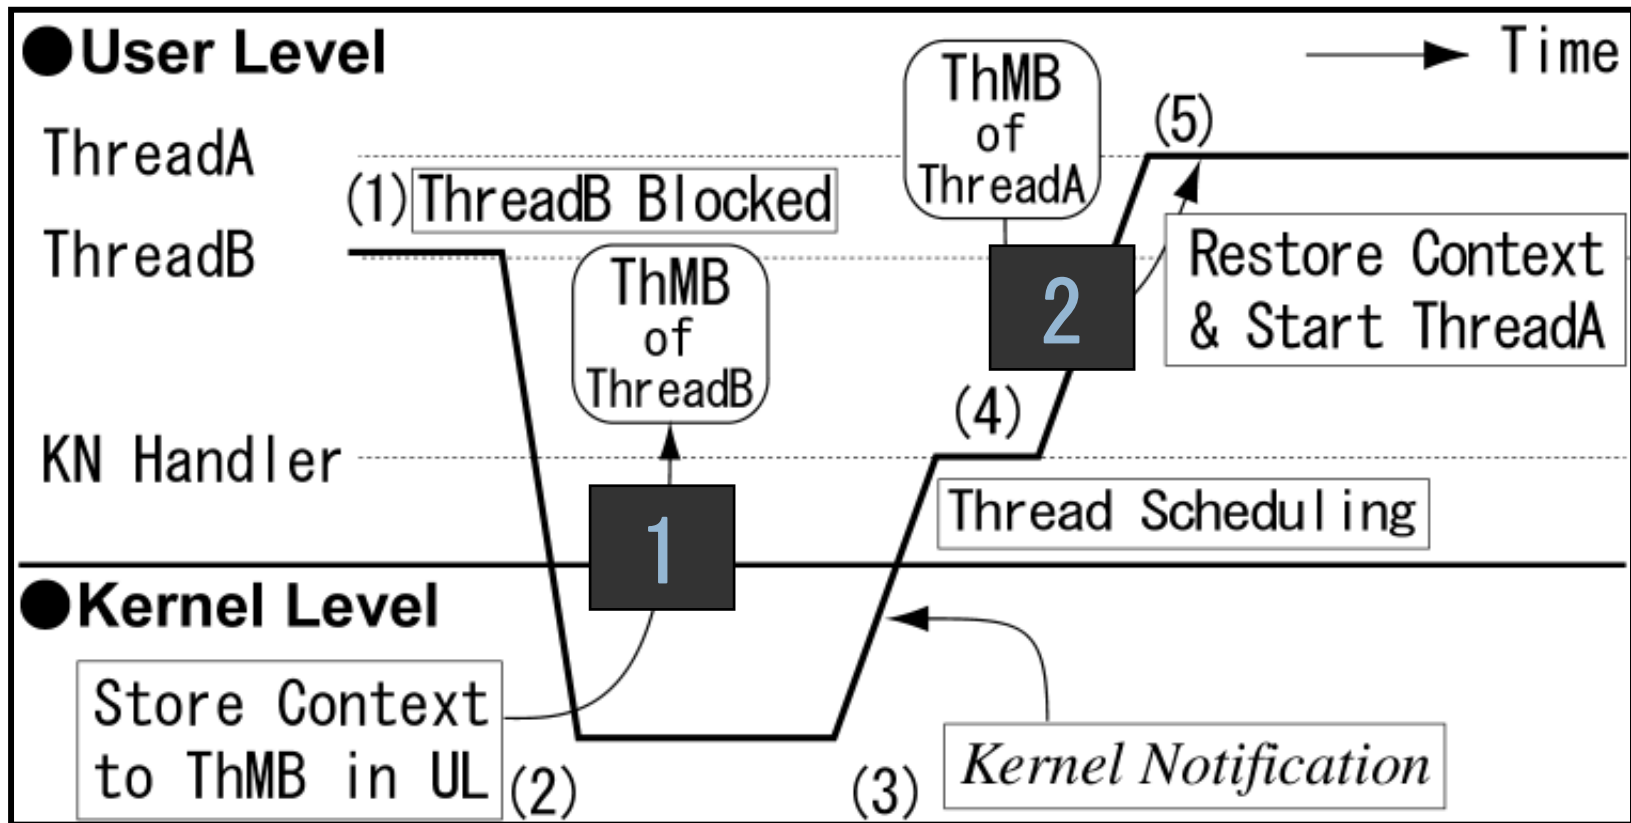 ●User Level
Time
ThreadA
ThreadB
KN Handler
(1)
ThreadB Blocked
ThMB
of
ThreadB
1
ThMB
of
ThreadA
2
(5)
Restore Context
& Start ThreadA
(4)
Thread Scheduling
●Kernel Level
Store Context
to ThMB in UL
(2)
(3)
Kernel Notification